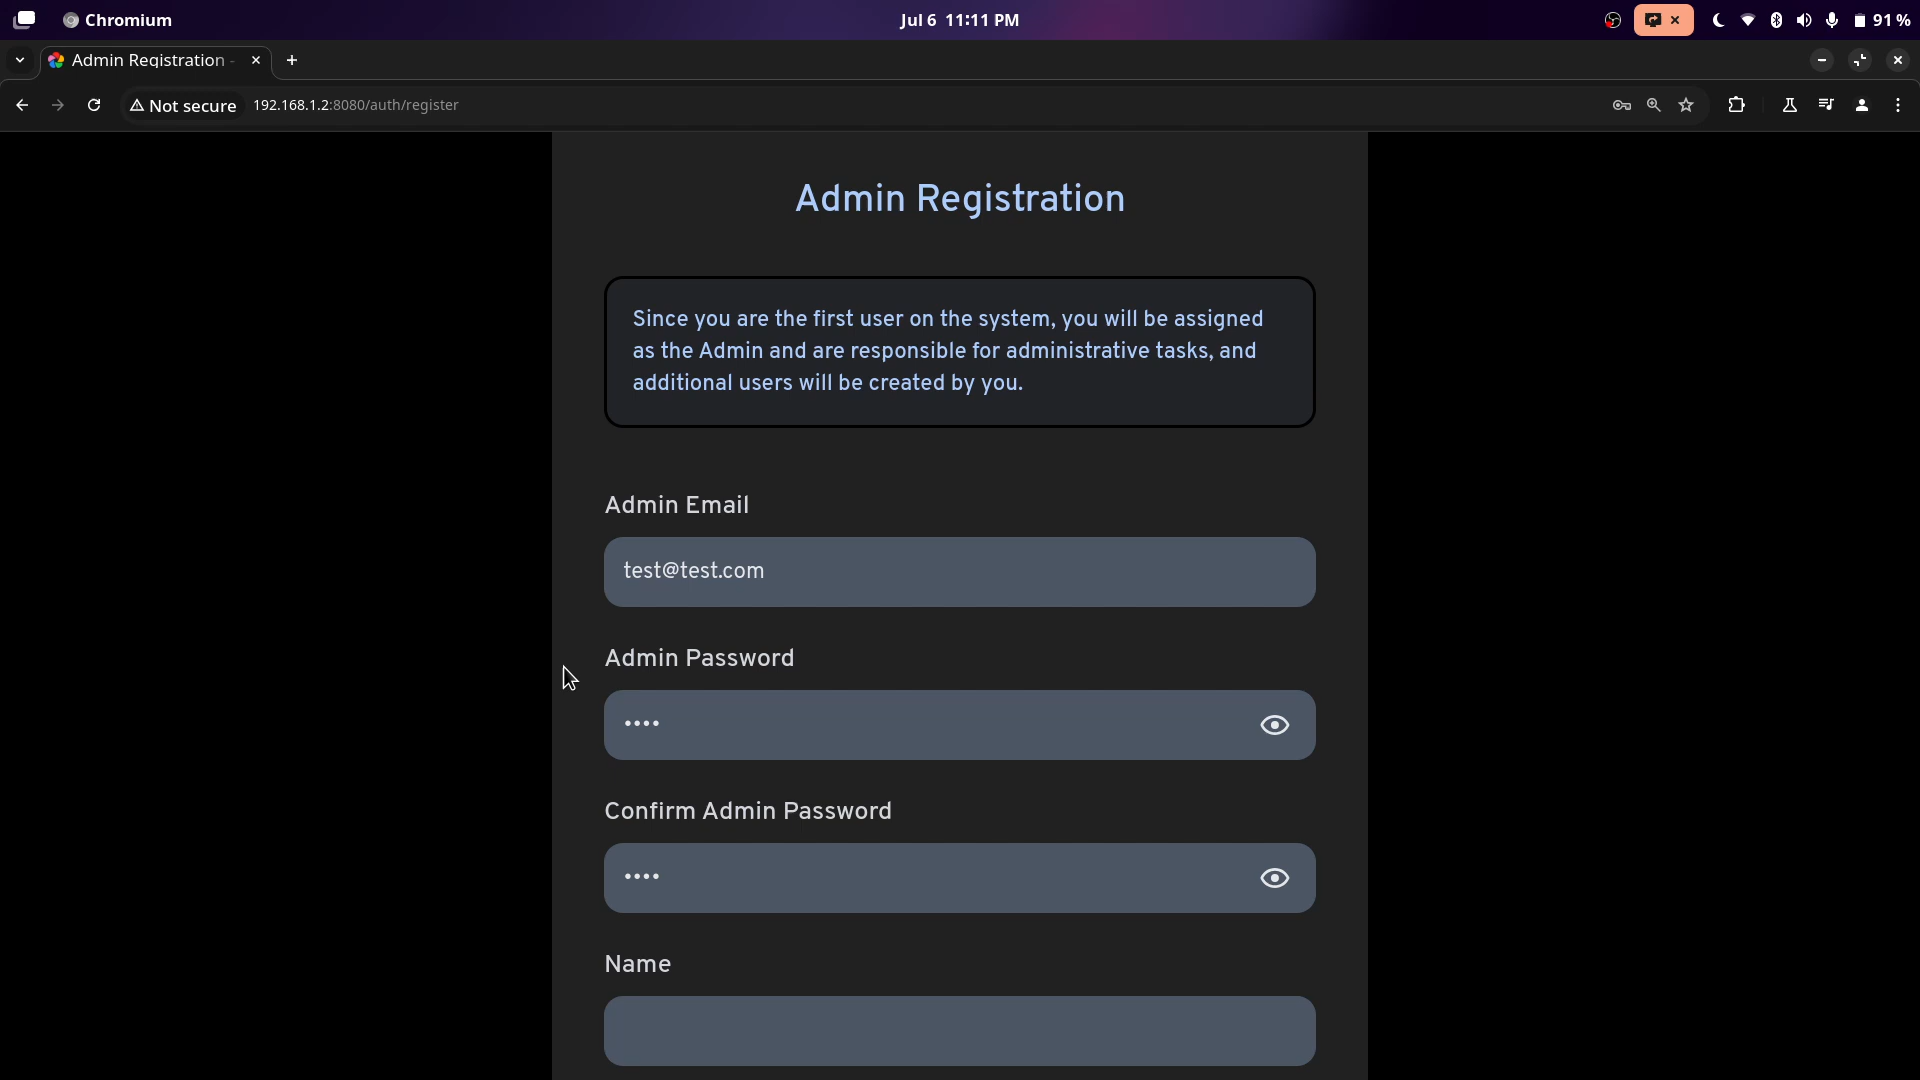 Chromium
Jul 6 11:11 PM
91 %
Admin Registration -
Not secure
192.168.1.2:8080/auth/register
Admin Registration
Since you are the first user on the system, you will be assigned
as the Admin and are responsible for administrative tasks, and
additional users will be created by you.
Admin Email
test@test.com
Admin Password
••••
Confirm Admin Password
••••
Name